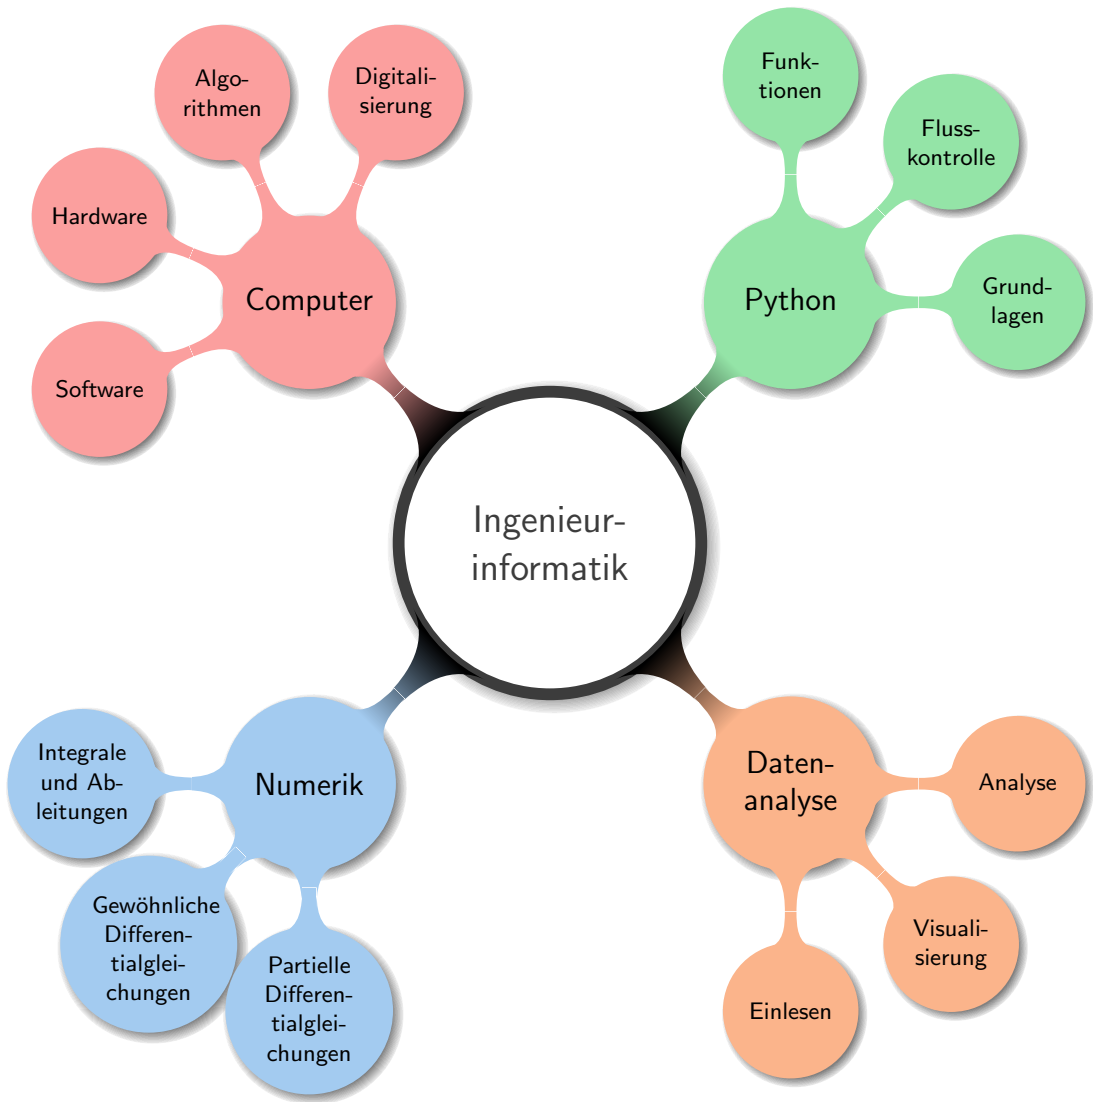 Algo-
rithmen
Digitali-
sierung
Hardware
Computer
Software
Funk-
tionen
Fluss-
kontrolle
Python
Grund-
lagen
Ingenieur-
informatik
Integrale
und Ab-
leitungen
Numerik
Gewöhnliche
Differen-
tialglei-
chungen
Partielle
Differen-
tialglei-
chungen
Daten-
analyse
Analyse
Visuali-
sierung
Einlesen